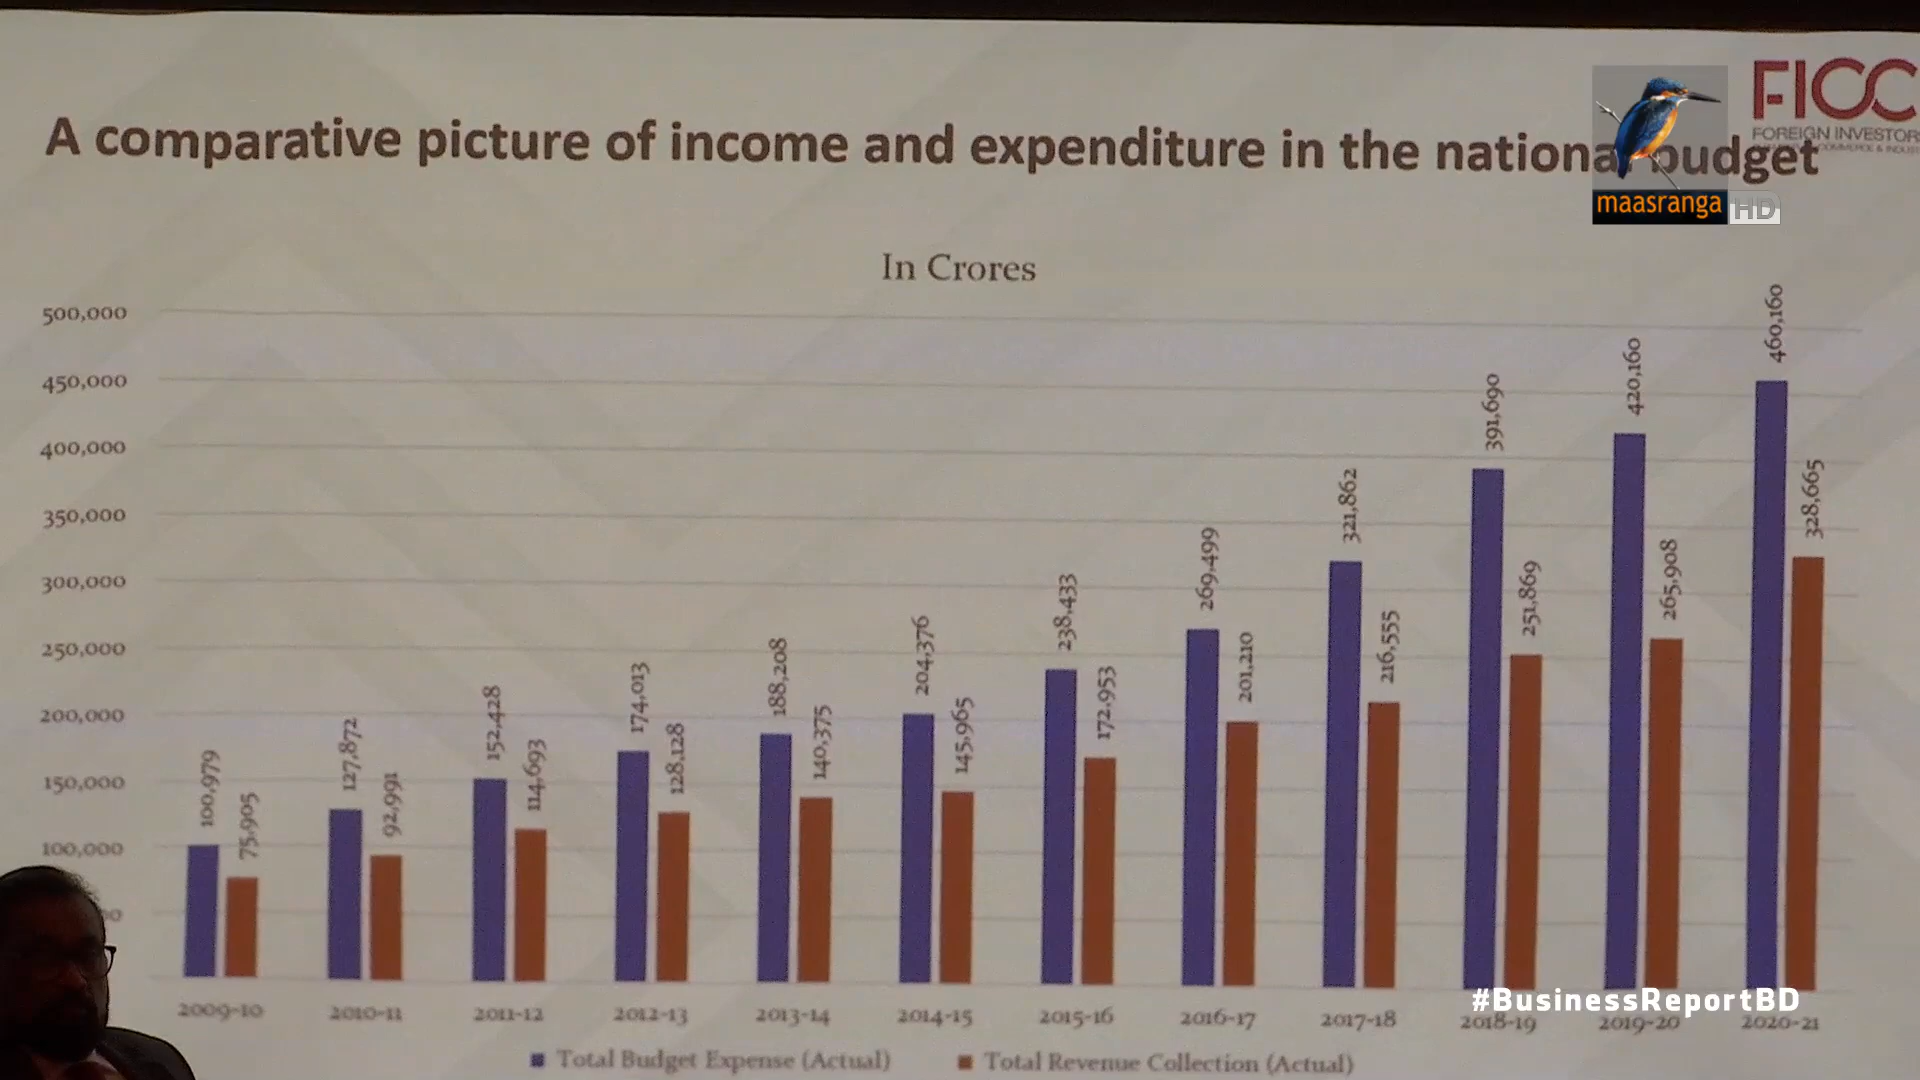 FICC
FOREIGN INVESTORS
A comparative picture of income and expenditure in the national budget
maasranga HD
In Crores
500,000
450,000
400,000
350,000
300,000
250,000
200,000
150,000
100,000
100,979 75,905
127,872 92,991
152,428 114,693
174,013 128,128
188,208 140,375
204,376 145,965
238,433 172,953
269,499 201,210
321,862 216,555
391,690 251,869
420,160 265,908
460,160 328,665
2009-10 2010-11 2011-12 2012-13 2013-14 2014-15 2015-16 2016-17 2017-18 2018-19 2019-20 2020-21
#BusinessReportBD
Total Budget Expense (Actual) Total Revenue Collection (Actual)